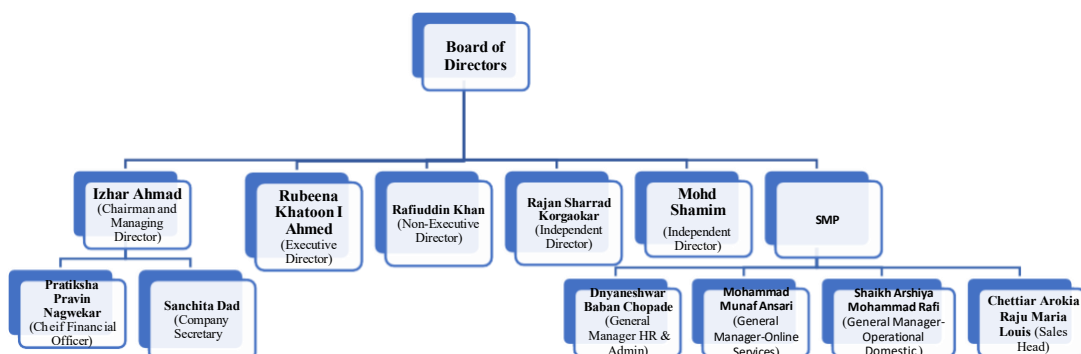 Board of
Directors
Izhar Ahmad
(Chairman and
Managing
Director)
Rubeena
Khatoon I
Ahmed
(Executive
Director)
Rafiuddin Khan
(Non-Executive
Director)
Rajan Sharrad
Korgaokar
(Independent
Director)
Mohd
Shamim
(Independent
Director)
SMP
Pratiksha
Pravin
Nagwekar
(Cheif Financial
Officer)
Sanchita Dad
(Company
Secretary
Dnyaneshwar
Baban Chopade
(General
Manager HR &
Admin)
Mohammad
Munaf Ansari
(General
Manager-Online
Services)
Shaikh Arshiya
Mohammad Rafi
(General Manager-
Operational
Domestic)
Chettiar Arokia
Raju Maria
Louis (Sales
Head)